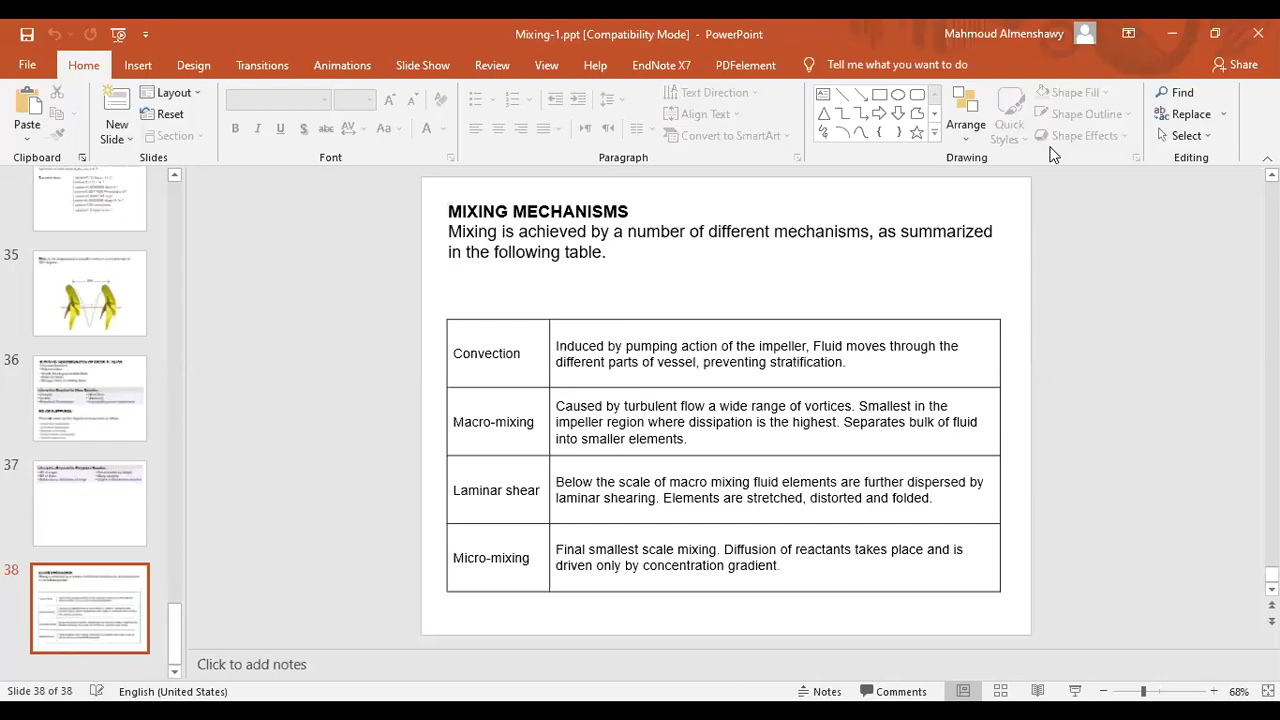 Mixing-1.ppt [Compatibility Mode] - PowerPoint
Mahmoud Almenshawy
File Home Insert Design Transitions Animations Slide Show Review View Help EndNote X7 PDFelement Tell me what you want to do Share
Paste
Clipboard
New
Slide
Layout
Reset
Section
Slides
B I U S abc AV Aa A
Font
Text Direction
Align Text
Convert to SmartArt
Paragraph
Arrange
Quick
Styles
Shape Fill
Shape Outline
Shape Effects
Drawing
Find
Replace
Select
Editing
35
36
37
38
MIXING MECHANISMS
Mixing is achieved by a number of different mechanisms, as summarized
in the following table.
Convection
Induced by pumping action of the impeller. Fluid moves through the
different parts of vessel, preventing stratification.
Macro-mixing
Caused by turbulent flow a wide range of vortices. Smallest in the
impeller region where dissipation is the highest. Separates bulk of fluid
into smaller elements.
Laminar shear
Below the scale of macro mixing fluid elements are further dispersed by
laminar shearing. Elements are stretched, distorted and folded.
Micro-mixing
Final smallest scale mixing. Diffusion of reactants takes place and is
driven only by concentration gradient.
Click to add notes
Slide 38 of 38 English (United States) Notes Comments 68%